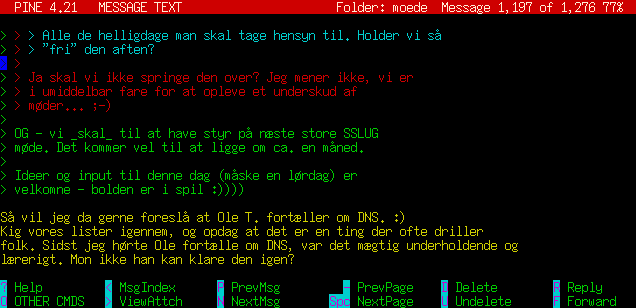 PINE 4.21 MESSAGE TEXT Folder: moede Message 1,197 of 1,276 77%
> > > Alle de helligdage man skal tage hensyn til. Holder vi så
> > > "fri" den aften?
> >
> > Ja skal vi ikke springe den over? Jeg mener ikke, vi er
> > i umiddelbar fare for at opleve et underskud af
> > møder... ;-)
>
> OG - vi _skal_ til at have styr på næste store SSLUG
> møde. Det kommer vel til at ligge om ca. en måned.
>
> Ideer og input til denne dag (måske en lørdag) er
> velkomne - bolden er i spil :))))
Så vil jeg da gerne foreslå at Ole T. fortæller om DNS. :)
Kig vores lister igennem, og opdag at det er en ting der ofte driller
folk. Sidst jeg hørte Ole fortælle om DNS, var det mægtig underholdende og
lærerigt. Mon ikke han kan klare den igen?
? Help < MsgIndex P PrevMsg - PrevPage D Delete R Reply
O OTHER CMDS > ViewAttch N NextMsg Spc NextPage U Undelete F Forward